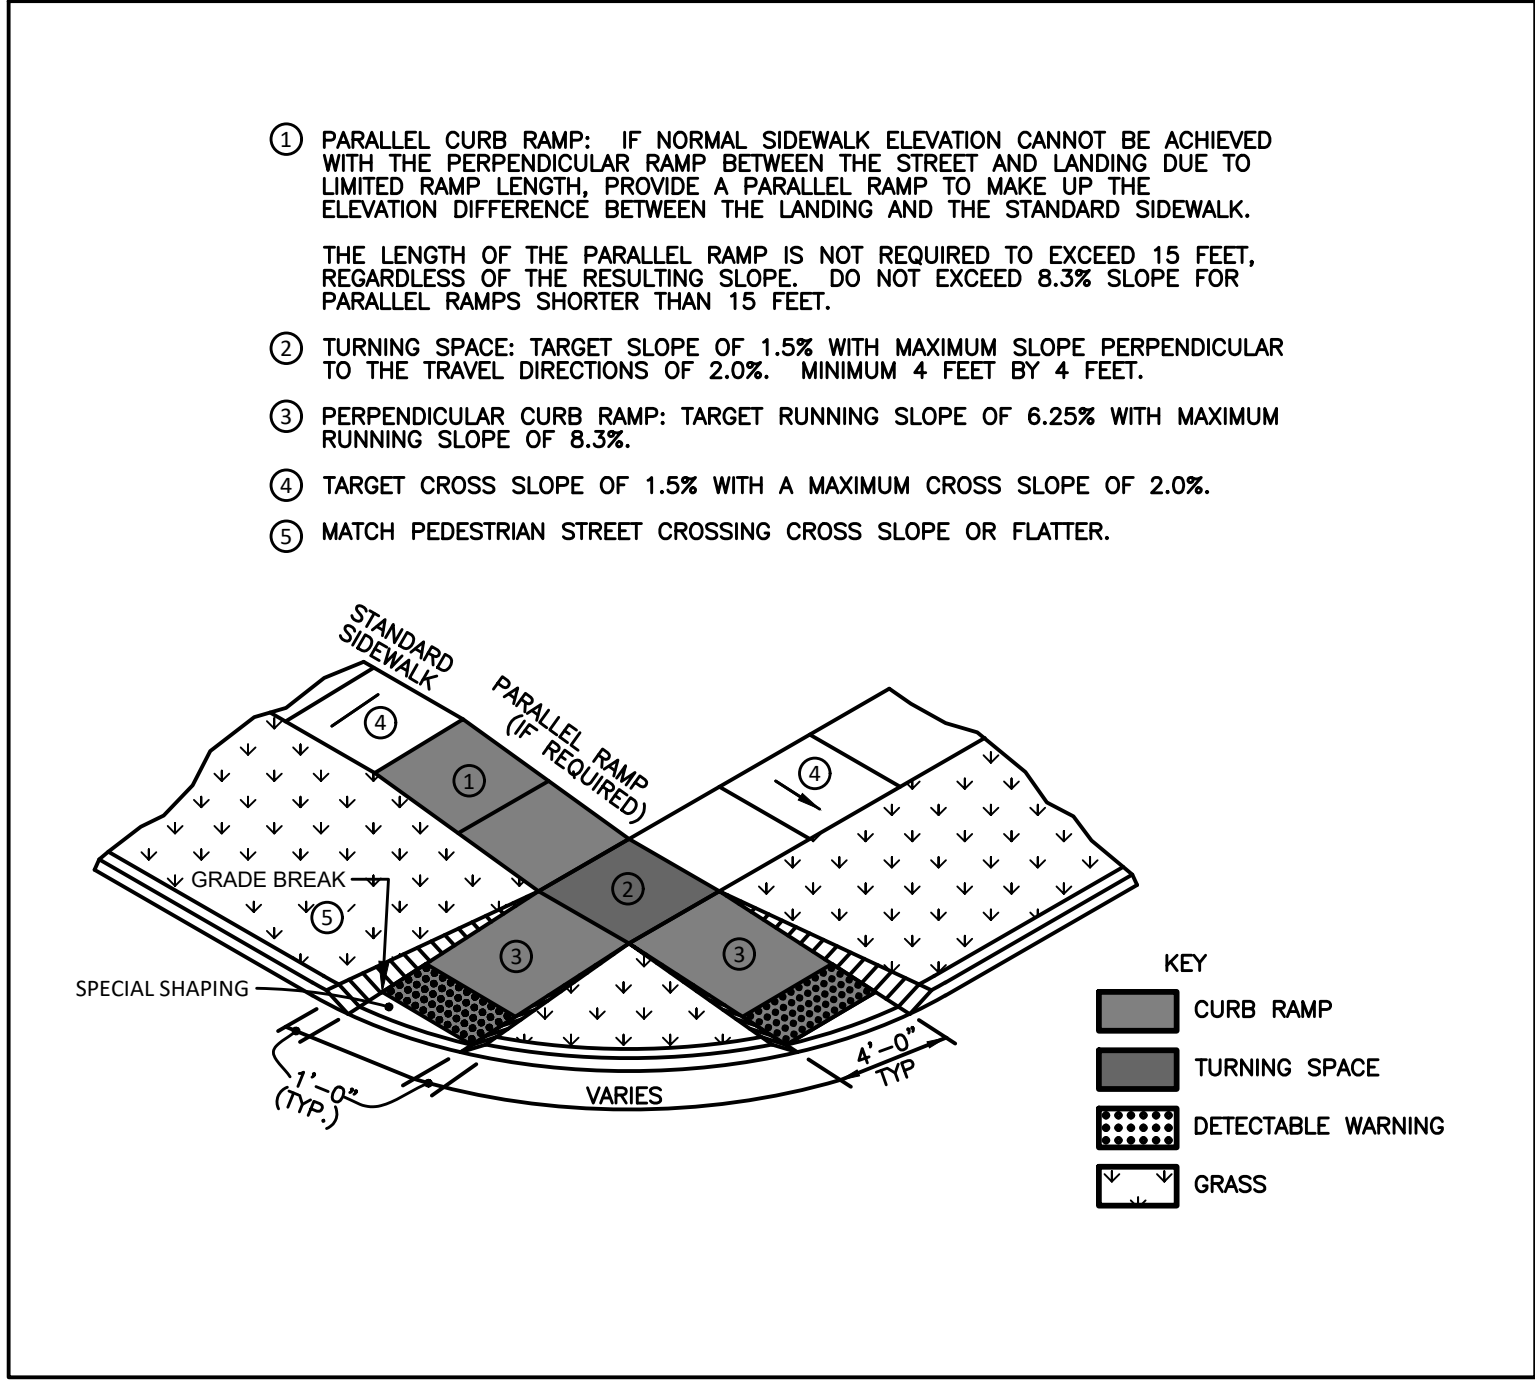 ① PARALLEL CURB RAMP: IF NORMAL SIDEWALK ELEVATION CANNOT BE ACHIEVED
WITH THE PERPENDICULAR RAMP BETWEEN THE STREET AND LANDING DUE TO
LIMITED RAMP LENGTH, PROVIDE A PARALLEL RAMP TO MAKE UP THE
ELEVATION DIFFERENCE BETWEEN THE LANDING AND THE STANDARD SIDEWALK.
THE LENGTH OF THE PARALLEL RAMP IS NOT REQUIRED TO EXCEED 15 FEET,
REGARDLESS OF THE RESULTING SLOPE. DO NOT EXCEED 8.3% SLOPE FOR
PARALLEL RAMPS SHORTER THAN 15 FEET.
② TURNING SPACE: TARGET SLOPE OF 1.5% WITH MAXIMUM SLOPE PERPENDICULAR
TO THE TRAVEL DIRECTIONS OF 2.0%. MINIMUM 4 FEET BY 4 FEET.
③ PERPENDICULAR CURB RAMP: TARGET RUNNING SLOPE OF 6.25% WITH MAXIMUM
RUNNING SLOPE OF 8.3%.
④ TARGET CROSS SLOPE OF 1.5% WITH A MAXIMUM CROSS SLOPE OF 2.0%.
⑤ MATCH PEDESTRIAN STREET CROSSING CROSS SLOPE OR FLATTER.
STANDARD
SIDEWALK
PARALLEL RAMP
(IF REQUIRED)
④
①
④
②
GRADE BREAK
⑤
③
③
SPECIAL SHAPING
1'-0"
(TYP.)
VARIES
4'-0"
TYP
KEY
CURB RAMP
TURNING SPACE
DETECTABLE WARNING
GRASS